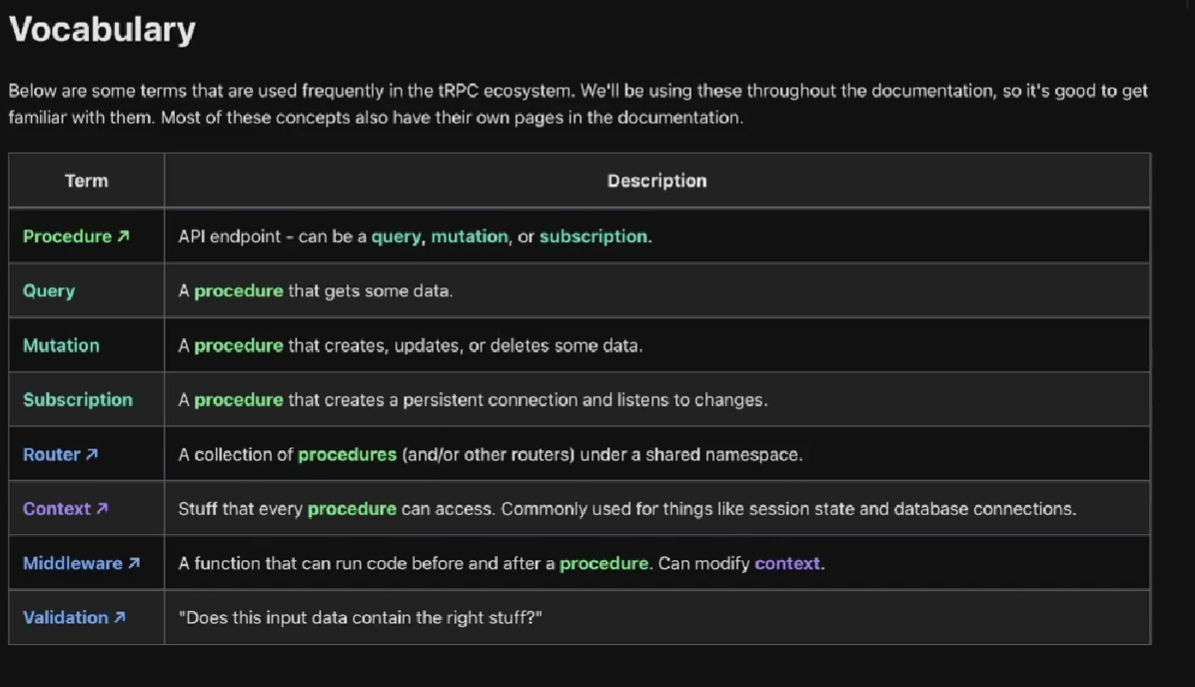 Vocabulary
Below are some terms that are used frequently in the tRPC ecosystem. We'll be using these throughout the documentation, so it's good to get
familiar with them. Most of these concepts also have their own pages in the documentation.
Term Description
Procedure ↗ API endpoint - can be a query, mutation, or subscription.
Query A procedure that gets some data.
Mutation A procedure that creates, updates, or deletes some data.
Subscription A procedure that creates a persistent connection and listens to changes.
Router ↗ A collection of procedures (and/or other routers) under a shared namespace.
Context ↗ Stuff that every procedure can access. Commonly used for things like session state and database connections.
Middleware ↗ A function that can run code before and after a procedure. Can modify context.
Validation ↗ "Does this input data contain the right stuff?"